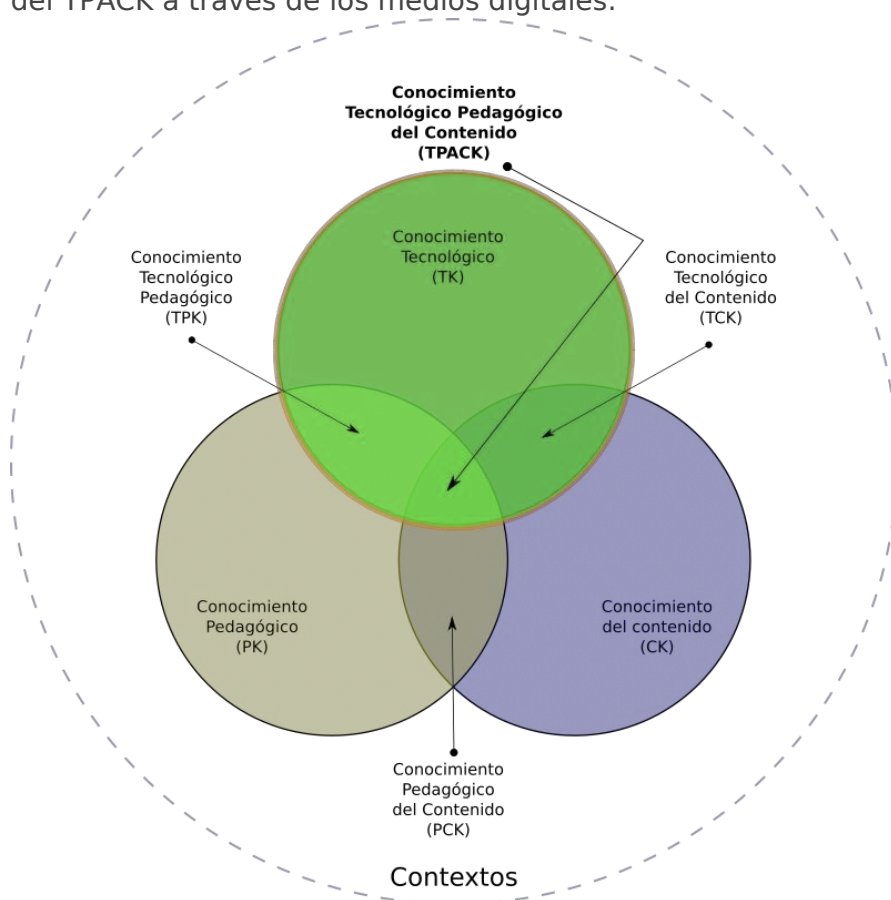 del TPACK a través de los medios digitales.
Conocimiento
Tecnológico Pedagógico
del Contenido
(TPACK)
Conocimiento
Tecnológico
(TK)
Conocimiento
Tecnológico
Pedagógico
(TPK)
Conocimiento
Tecnológico
del Contenido
(TCK)
Conocimiento
Pedagógico
(PK)
Conocimiento
del contenido
(CK)
Conocimiento
Pedagógico
del Contenido
(PCK)
Contextos